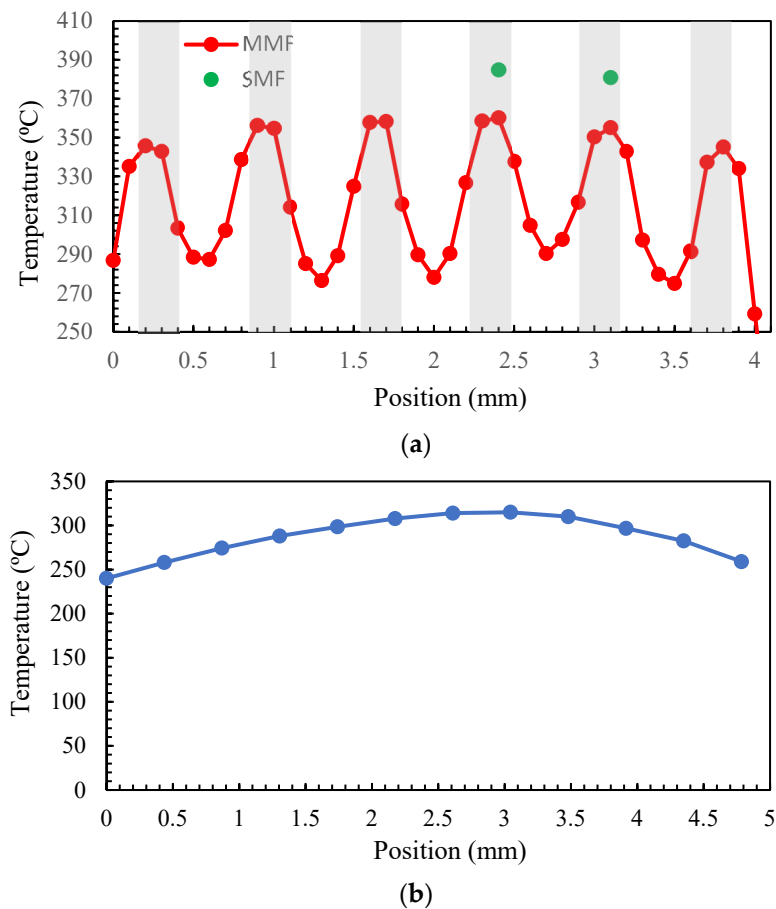 410
390
370
350
330
310
290
270
250
Temperature (ºC)
MMF
SMF
0 0.5 1 1.5 2 2.5 3 3.5 4
Position (mm)
(a)
350
300
250
200
150
100
50
0
Temperature (ºC)
0 0.5 1 1.5 2 2.5 3 3.5 4 4.5 5
Position (mm)
(b)